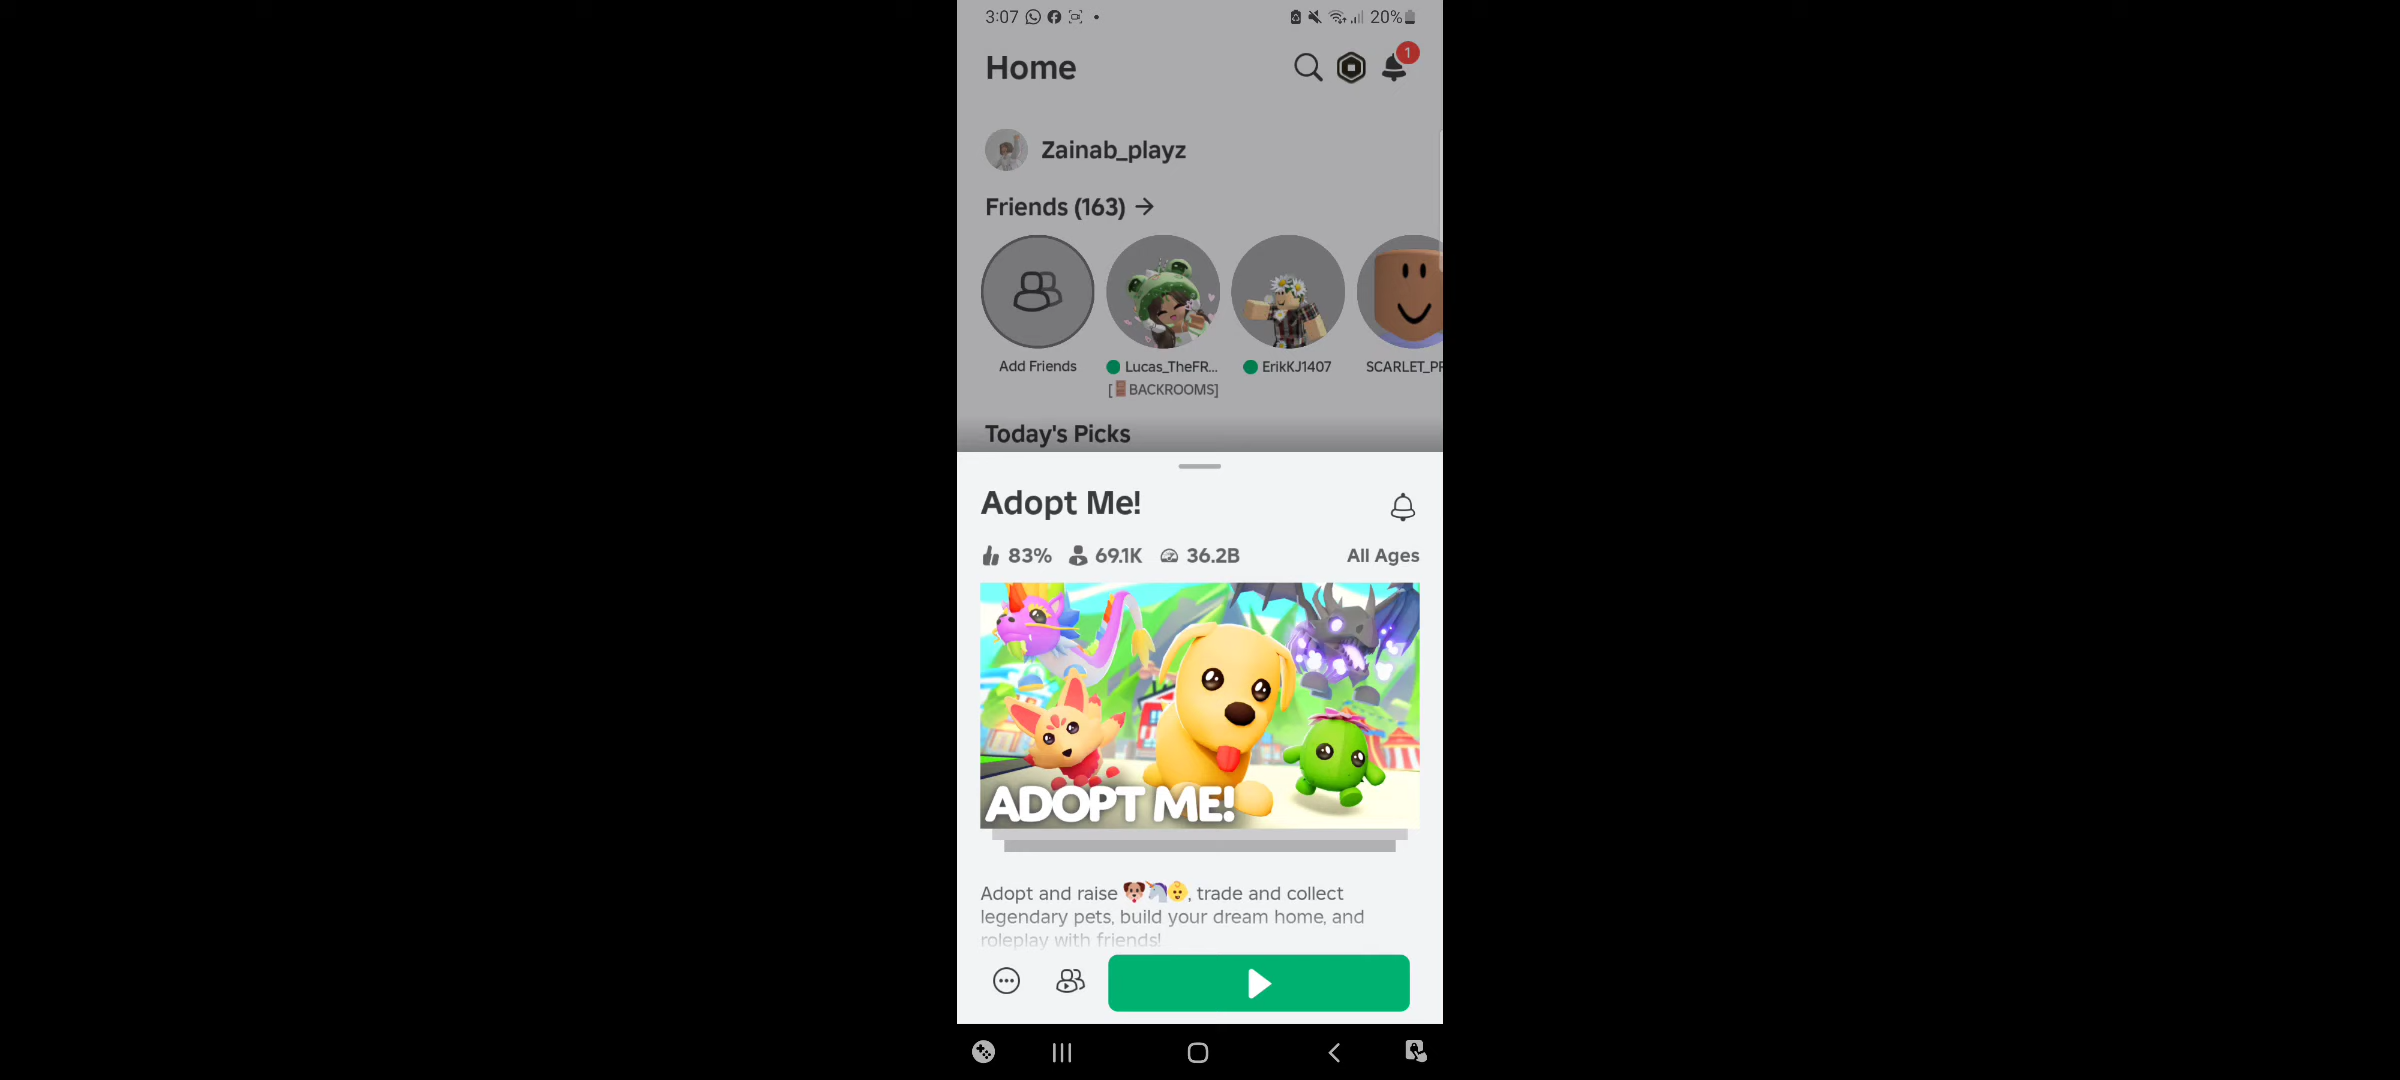 3:07
20%
Home
1
Zainab_playz
Friends (163)
Add Friends
Lucas_TheFR...
ErikKJ1407
SCARLET_PF
[🚪BACKROOMS]
Today's Picks
Adopt Me!
83% 69.1K 36.2B All Ages
ADOPT ME!
Adopt and raise 🐶🦄👶, trade and collect
legendary pets, build your dream home, and
roleplay with friends!